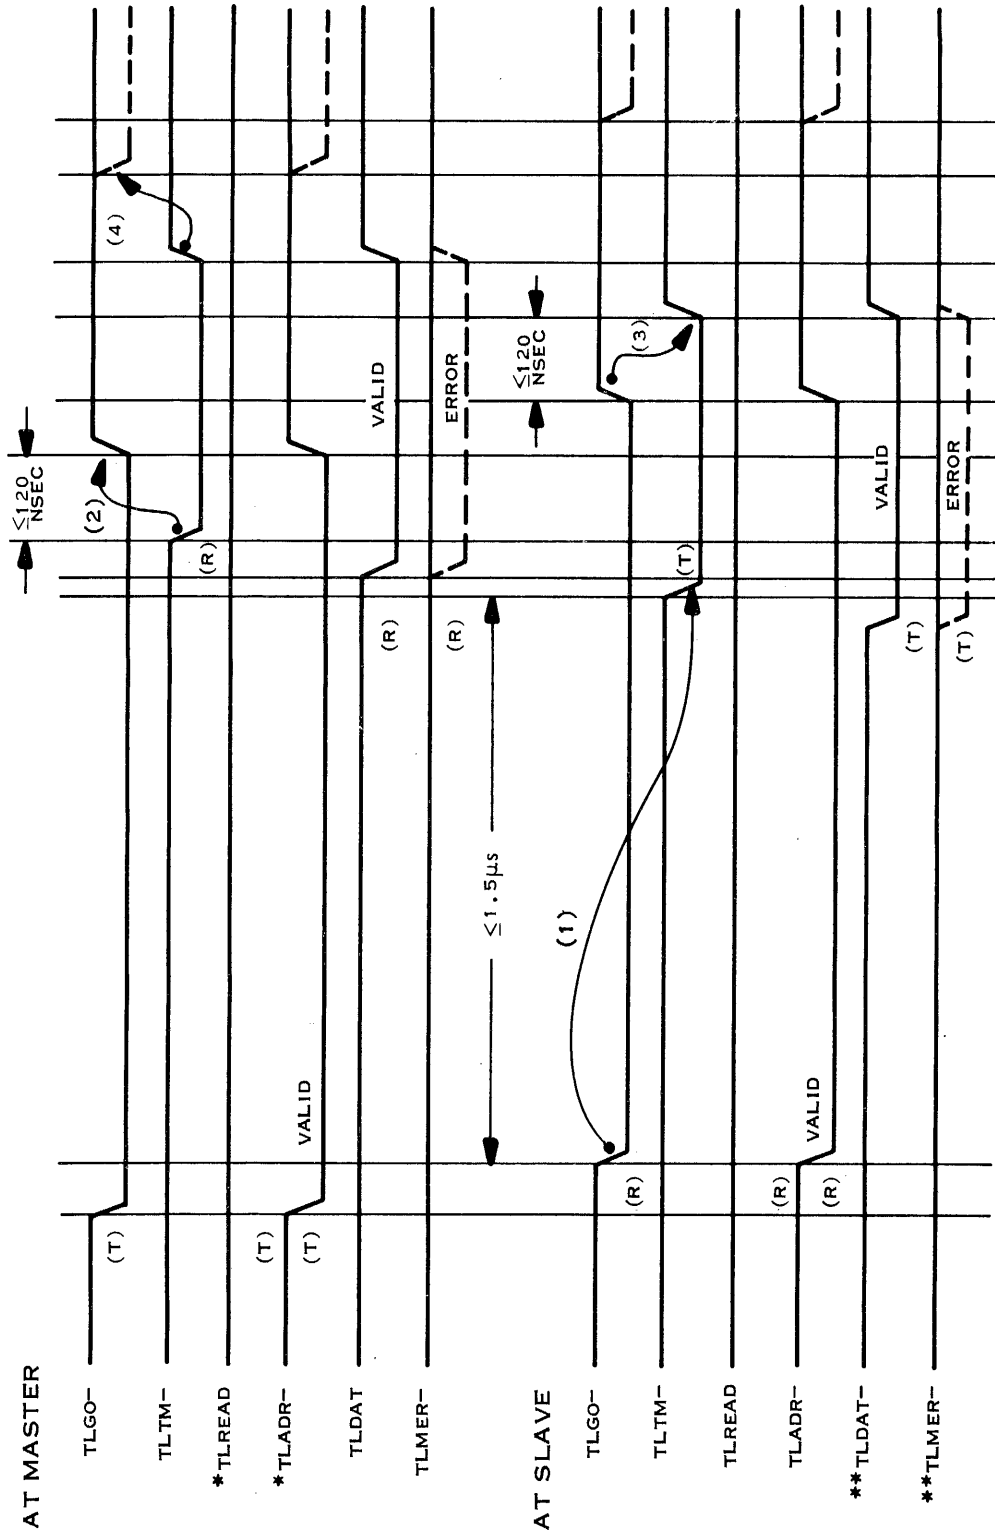 AT MASTER
TLGO-
(T)
(2)
≤120
NSEC
(4)
TLTM-
(R)
*TLREAD
*TLADR-
(T)
(T)
VALID
TLDAT
(R)
VALID
TLMER-
(R)
ERROR
≤1.5μs
AT SLAVE
TLGO-
(R)
(1)
≤120
NSEC
(3)
TLTM-
(T)
TLREAD
TLADR-
(R)
(R)
VALID
**TLDAT-
(T)
VALID
**TLMER-
(T)
ERROR